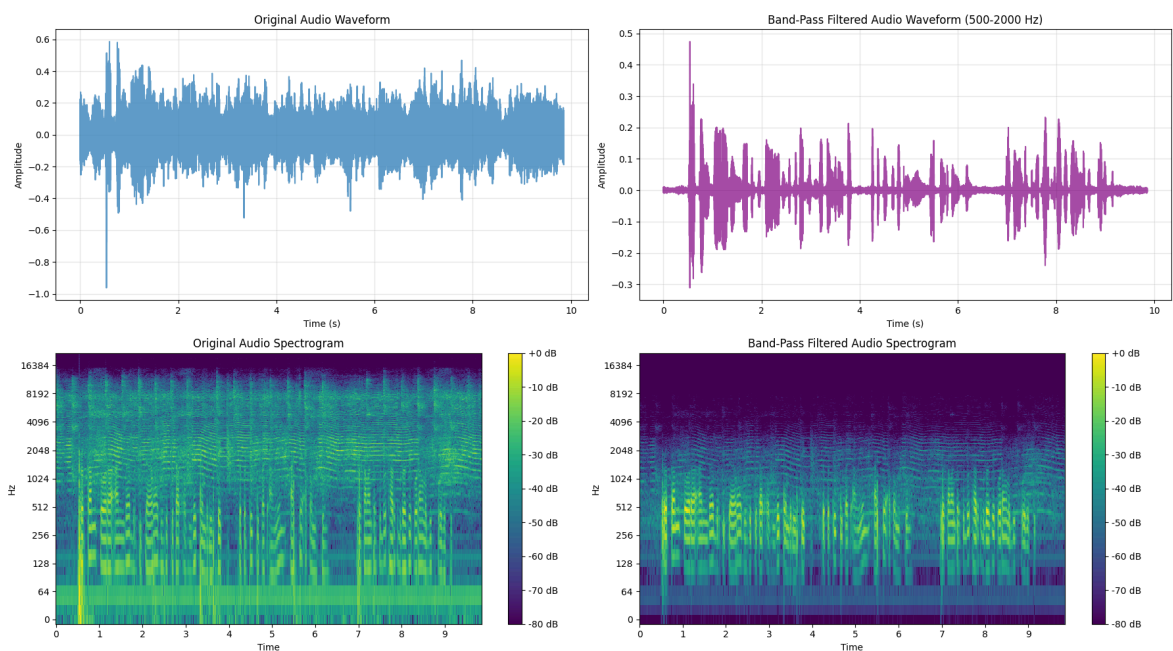 Original Audio Waveform
0.6
0.4
0.2
0.0
−0.2
−0.4
−0.6
−0.8
−1.0
Amplitude
0 2 4 6 8 10
Time (s)
Band-Pass Filtered Audio Waveform (500-2000 Hz)
0.5
0.4
0.3
0.2
0.1
0.0
−0.1
−0.2
−0.3
Amplitude
0 2 4 6 8 10
Time (s)
Original Audio Spectrogram
16384
8192
4096
2048
1024
512
256
128
64
0
Hz
0 1 2 3 4 5 6 7 8 9
Time
+0 dB
-10 dB
-20 dB
-30 dB
-40 dB
-50 dB
-60 dB
-70 dB
-80 dB
Band-Pass Filtered Audio Spectrogram
16384
8192
4096
2048
1024
512
256
128
64
0
Hz
0 1 2 3 4 5 6 7 8 9
Time
+0 dB
-10 dB
-20 dB
-30 dB
-40 dB
-50 dB
-60 dB
-70 dB
-80 dB